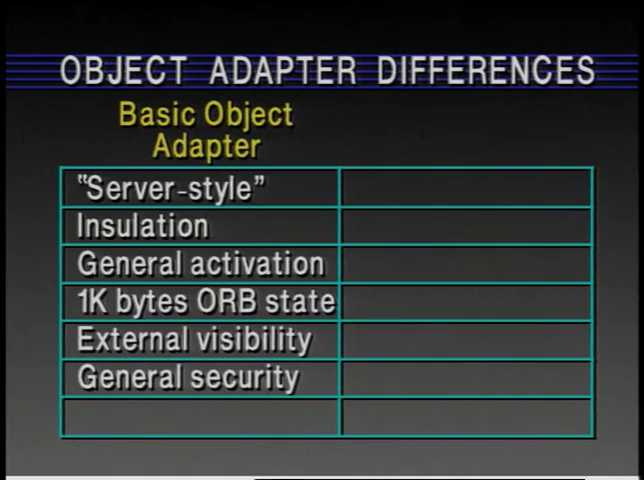 OBJECT ADAPTER DIFFERENCES
Basic Object
Adapter
"Server-style"
Insulation
General activation
1K bytes ORB state
External visibility
General security